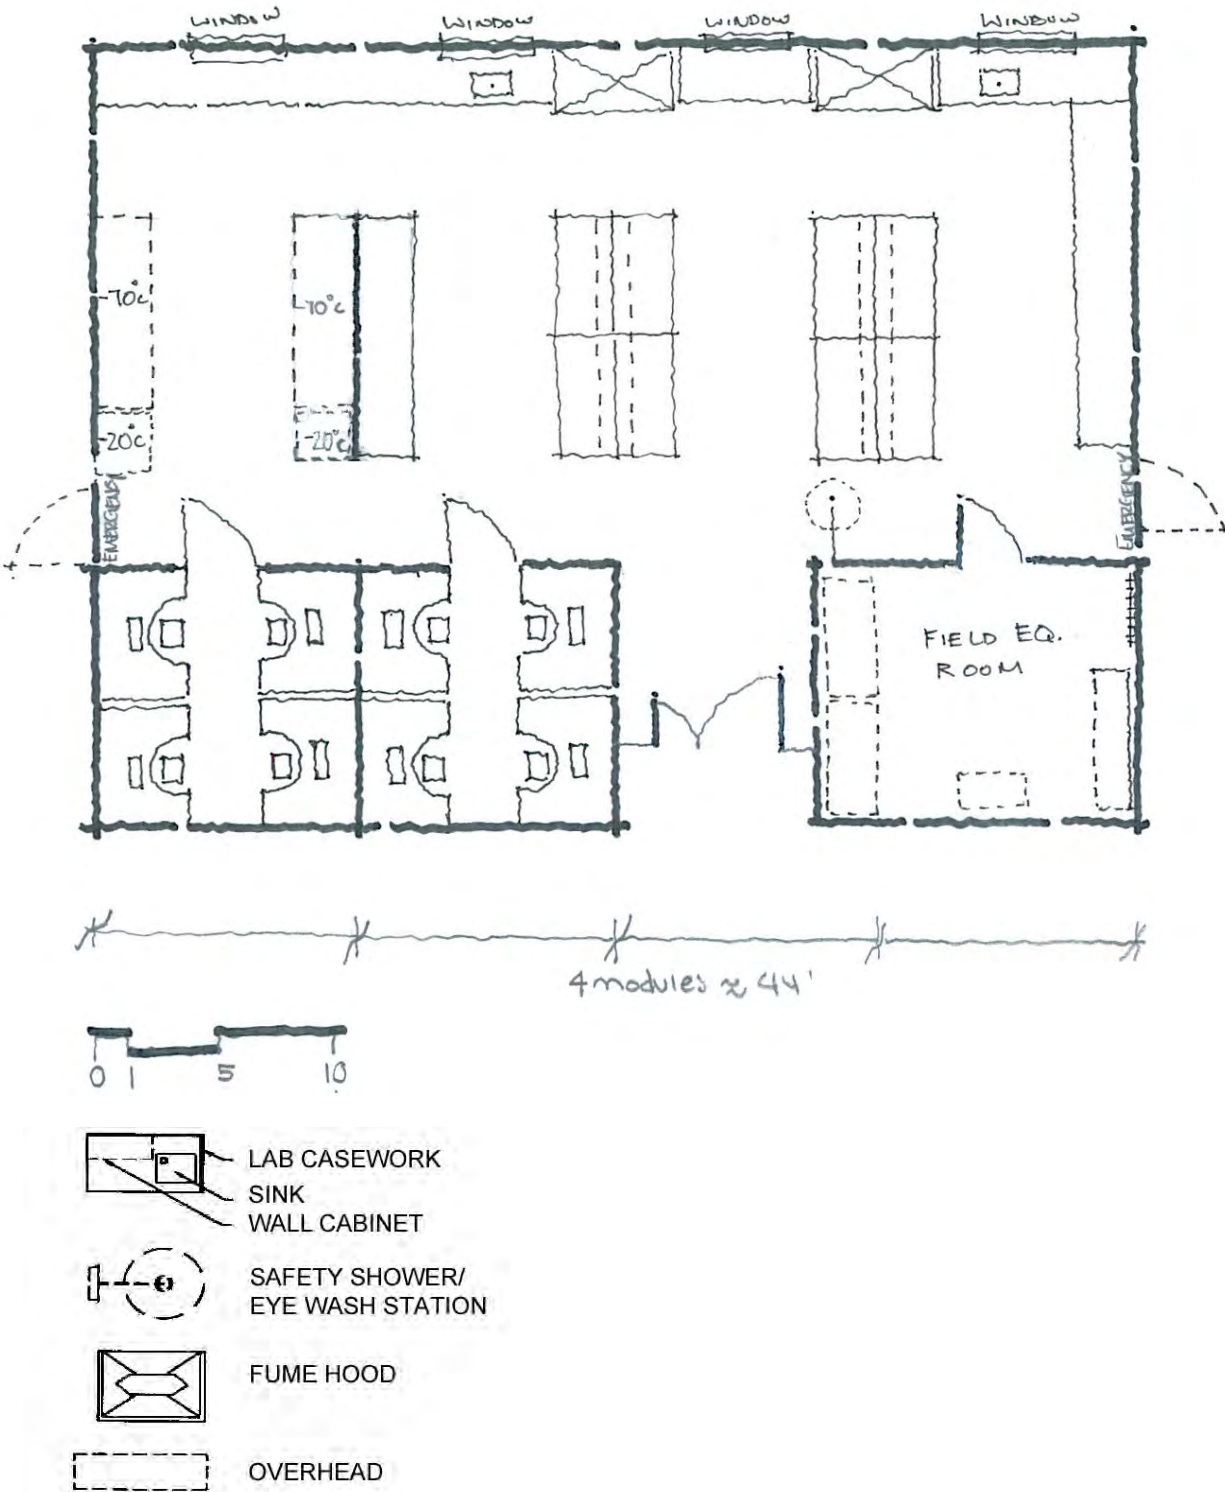 WINDOW
WINDOW
WINDOW
WINDOW
-70°C
-70°C
-20°C
-20°C
EMERGENCY
EMERGENCY
FIELD EQ.
ROOM
4 modules ≈ 44'
0 1 5 10
LAB CASEWORK
SINK
WALL CABINET
SAFETY SHOWER/
EYE WASH STATION
FUME HOOD
OVERHEAD